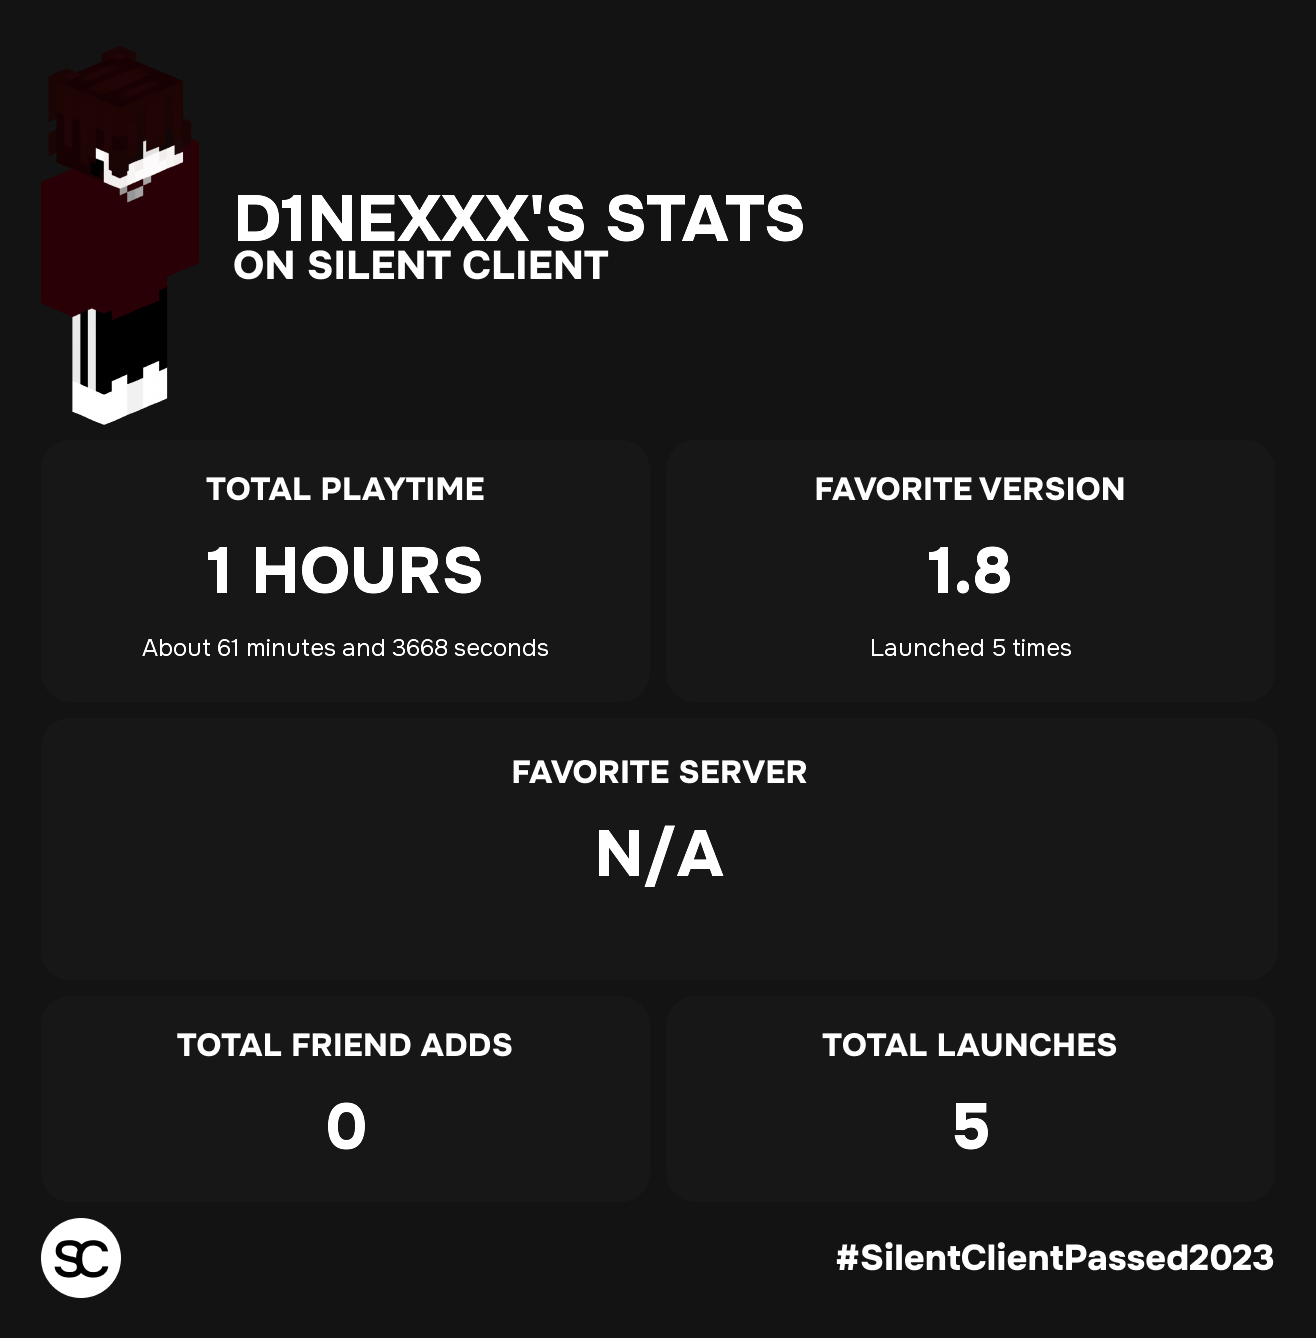 D1NEXXX'S STATS
ON SILENT CLIENT
TOTAL PLAYTIME
1 HOURS
About 61 minutes and 3668 seconds
FAVORITE VERSION
1.8
Launched 5 times
FAVORITE SERVER
N/A
TOTAL FRIEND ADDS
0
TOTAL LAUNCHES
5
SC
#SilentClientPassed2023